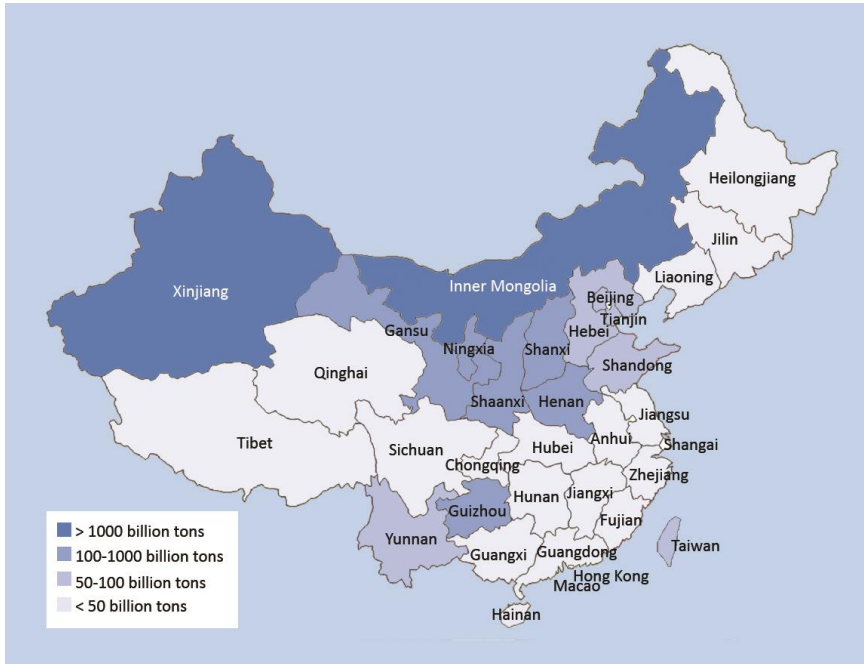 Heilongjiang
Jilin
Liaoning
Xinjiang
Inner Mongolia
Beijing
Tianjin
Hebei
Gansu
Ningxia
Shanxi
Shandong
Qinghai
Shaanxi
Henan
Jiangsu
Tibet
Sichuan
Hubei
Anhui
Shangai
Chongqing
Zhejiang
Hunan
Jiangxi
Guizhou
Fujian
Yunnan
Guangxi
Guangdong
Taiwan
Hong Kong
Macao
Hainan
> 1000 billion tons
100-1000 billion tons
50-100 billion tons
< 50 billion tons